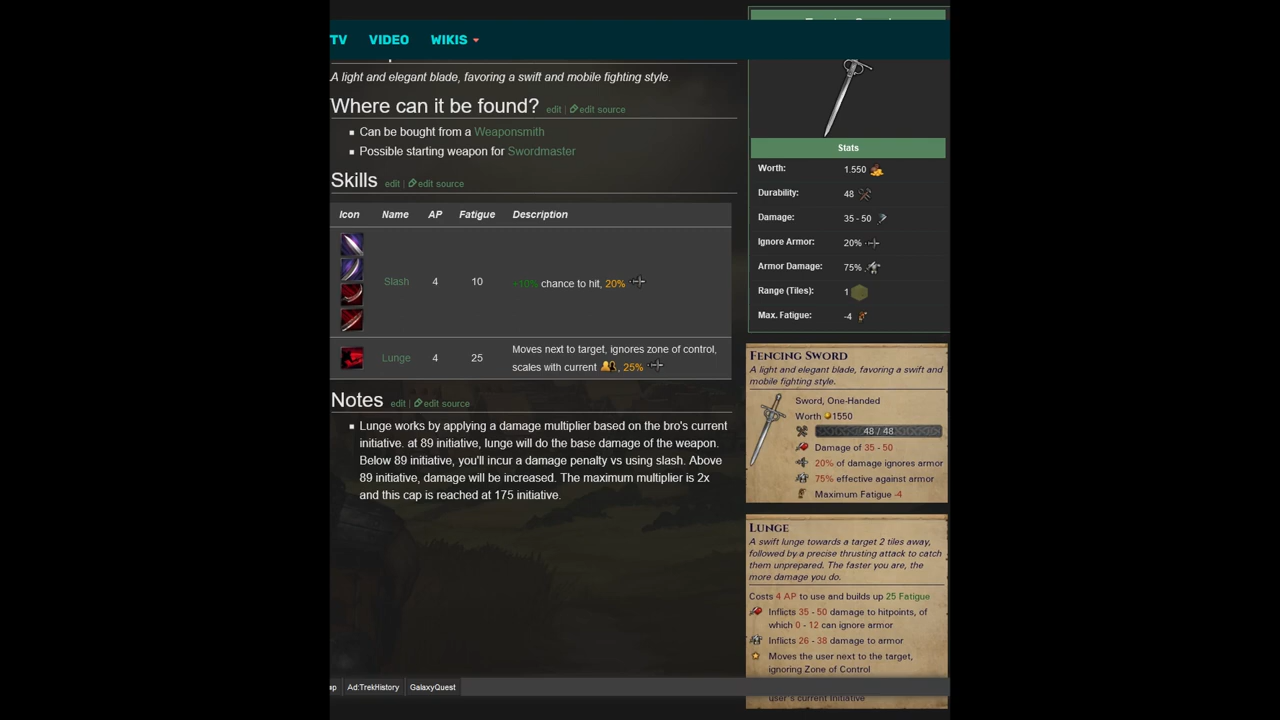 TV VIDEO WIKIS
A light and elegant blade, favoring a swift and mobile fighting style.
Where can it be found? edit | edit source
Can be bought from a Weaponsmith
Possible starting weapon for Swordmaster
Skills edit | edit source
Icon Name AP Fatigue Description
Slash 4 10 +10% chance to hit, 20%
Lunge 4 25 Moves next to target, ignores zone of control,
scales with current , 25%
Notes edit | edit source
Lunge works by applying a damage multiplier based on the bro's current
initiative. at 89 initiative, lunge will do the base damage of the weapon.
Below 89 initiative, you'll incur a damage penalty vs using slash. Above
89 initiative, damage will be increased. The maximum multiplier is 2x
and this cap is reached at 175 initiative.
Stats
Worth: 1.550
Durability: 48
Damage: 35 - 50
Ignore Armor: 20%
Armor Damage: 75%
Range (Tiles): 1
Max. Fatigue: -4
FENCING SWORD
A light and elegant blade, favoring a swift and
mobile fighting style.
Sword, One-Handed
Worth 1550
48 / 48
Damage of 35 - 50
20% of damage ignores armor
75% effective against armor
Maximum Fatigue -4
LUNGE
A swift lunge towards a target 2 tiles away,
followed by a precise thrusting attack to catch
them unprepared. The faster you are, the
more damage you do.
Costs 4 AP to use and builds up 25 Fatigue
Inflicts 35 - 50 damage to hitpoints, of
which 0 - 12 can ignore armor
Inflicts 26 - 38 damage to armor
Moves the user next to the target,
ignoring Zone of Control
user's current Initiative
ap Ad:TrekHistory GalaxyQuest